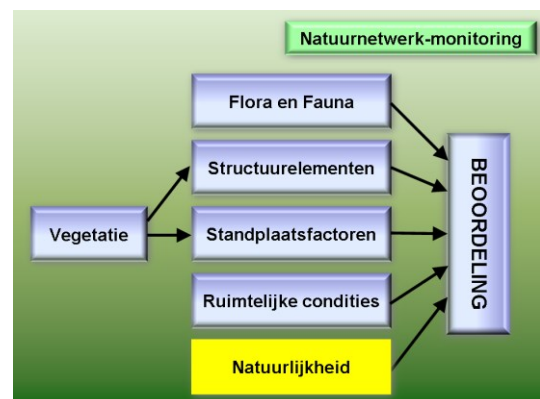 Natuurnetwerk-monitoring
Flora en Fauna
Structuurelementen
Vegetatie
Standplaatsfactoren
Ruimtelijke condities
Natuurlijkheid
BEOORDELING